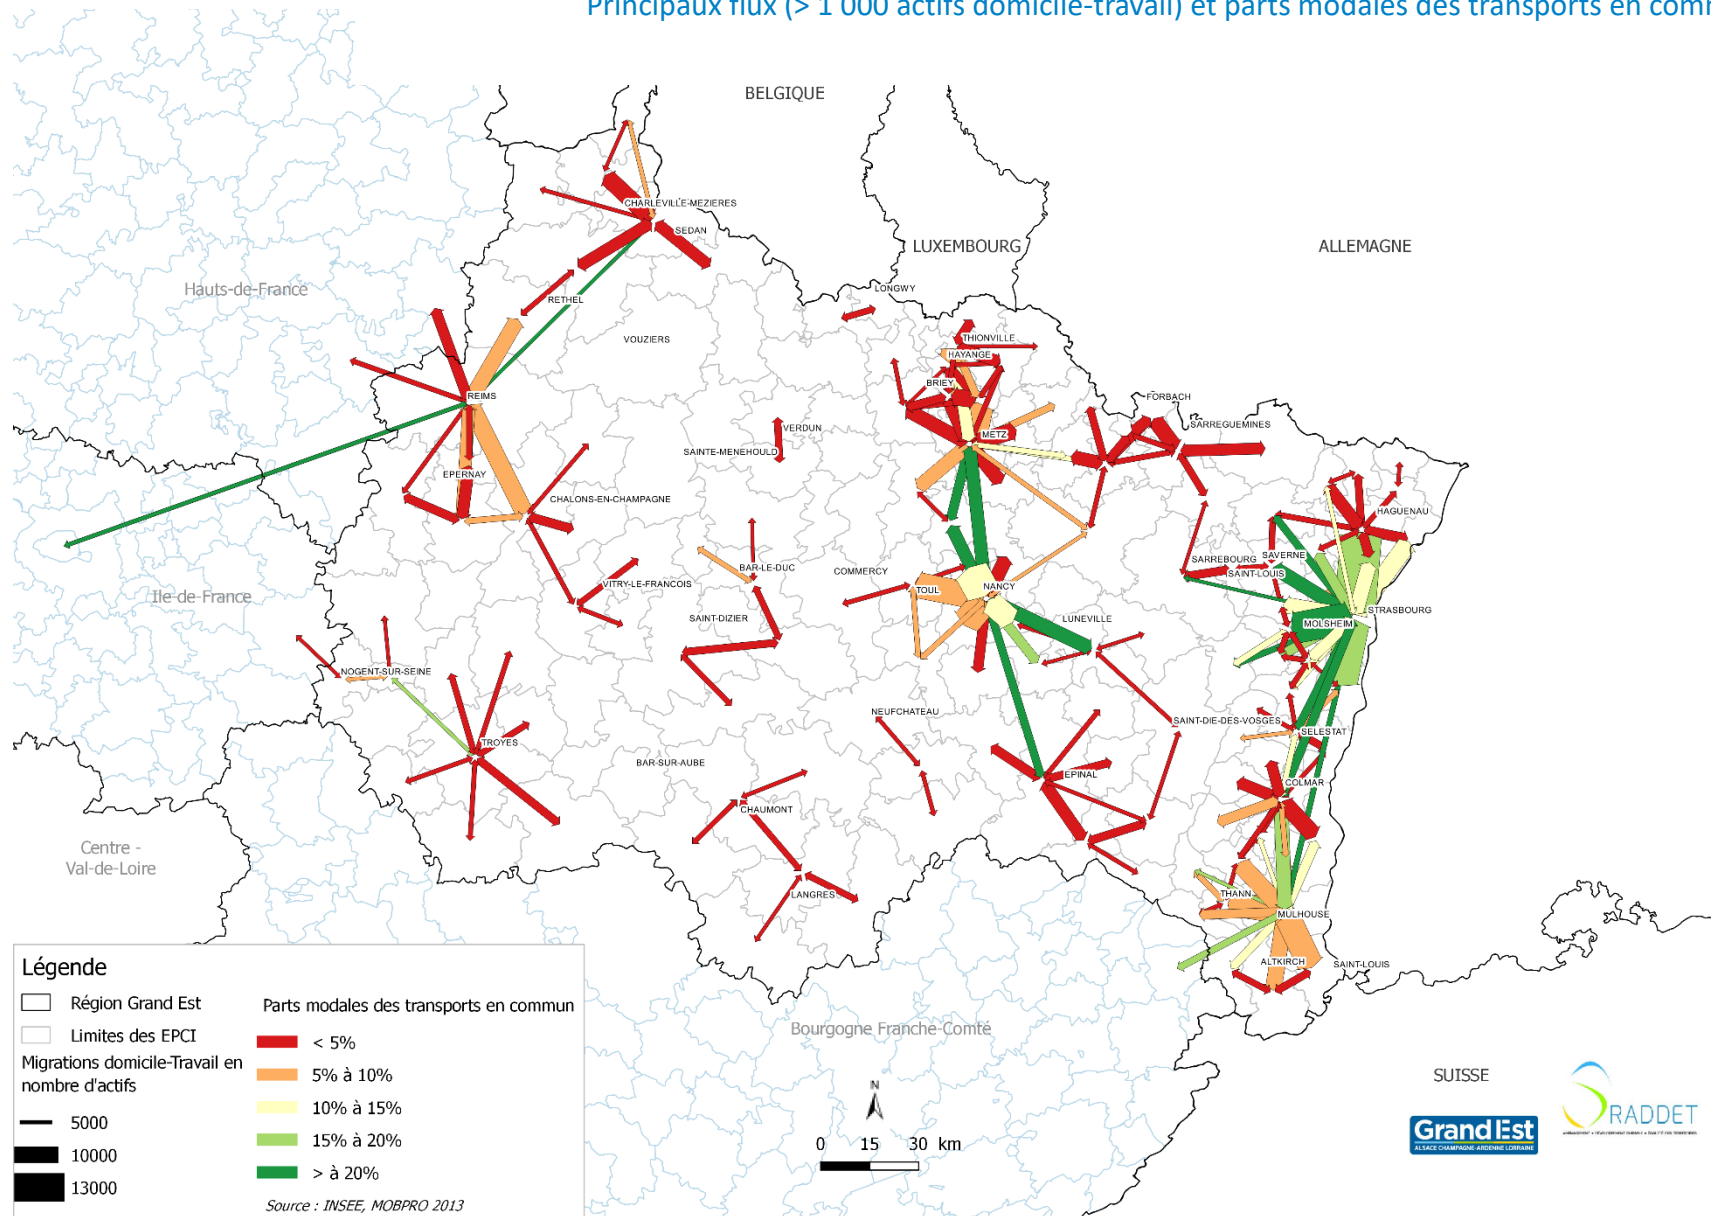 Principaux flux (> 1 000 actifs domicile-travail) et parts modales des transports en
BELGIQUE
LUXEMBOURG
ALLEMAGNE
CHARLEVILLE-MEZIERES
SEDAN
Hauts-de-France
RETHEL
LONGWY
VOUZIERS
THIONVILLE
HAYANGE
BRIEY
REIMS
FORBACH
SARREGUEMINES
VERDUN
METZ
SAINTE-MENEHOULD
EPERNAY
CHALONS-EN-CHAMPAGNE
HAGUENAU
SARREBOURG
SAVERNE
BAR-LE-DUC
COMMERCY
SAINT-LOUIS
VITRY-LE-FRANCOIS
TOUL
NANCY
Ile-de-France
STRASBOURG
SAINT-DIZIER
LUNEVILLE
MOLSHEIM
NOGENT-SUR-SEINE
NEUFCHATEAU
SAINT-DIE-DES-VOSGES
SELESTAT
TROYES
BAR-SUR-AUBE
EPINAL
COLMAR
CHAUMONT
Centre -
Val-de-Loire
LANGRES
THANN
MULHOUSE
ALTKIRCH
SAINT-LOUIS
Bourgogne Franche-Comté
SUISSE
Légende
Région Grand Est
Limites des EPCI
Migrations domicile-Travail en
nombre d'actifs
5000
10000
13000
Parts modales des transports en commun
< 5%
5% à 10%
10% à 15%
15% à 20%
> à 20%
Source : INSEE, MOBPRO 2013
N
0 15 30 km
GrandEst
ALSACE CHAMPAGNE-ARDENNE LORRAINE
RADDET